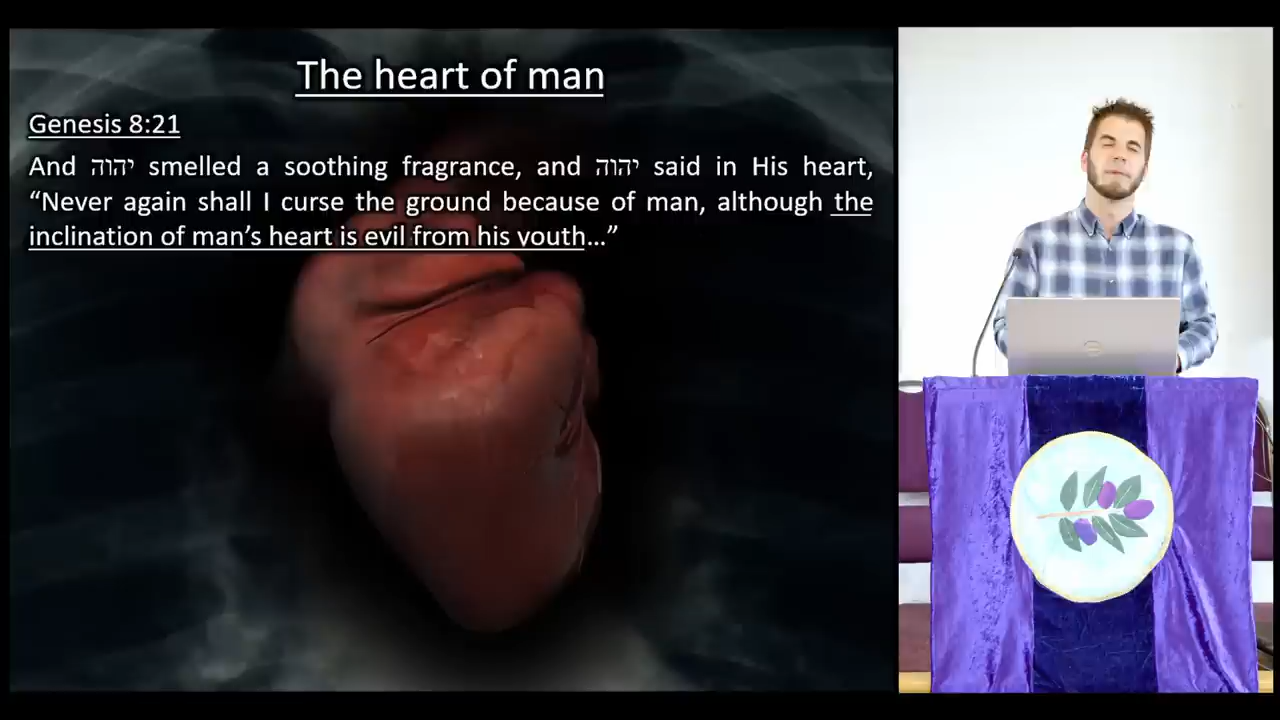 The heart of man
Genesis 8:21
And יהוה smelled a soothing fragrance, and יהוה said in His heart,
“Never again shall I curse the ground because of man, although the
inclination of man’s heart is evil from his youth…”